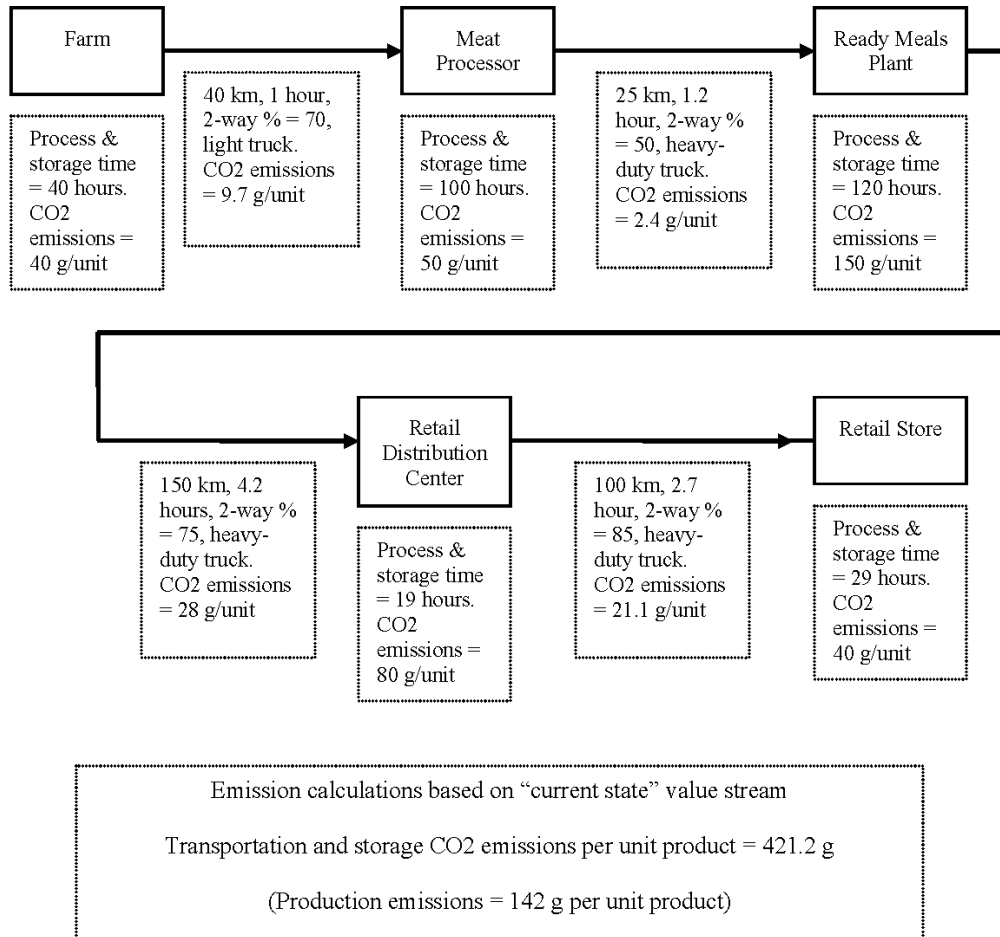 Farm
Meat
Processor
Ready Meals
Plant
40 km, 1 hour,
2-way % = 70,
light truck.
CO2 emissions
= 9.7 g/unit
25 km, 1.2
hour, 2-way %
= 50, heavy-
duty truck.
CO2 emissions
= 2.4 g/unit
Process &
storage time
= 40 hours.
CO2
emissions =
40 g/unit
Process &
storage time
= 100 hours.
CO2
emissions =
50 g/unit
Process &
storage time
= 120 hours.
CO2
emissions =
150 g/unit
Retail
Distribution
Center
Retail Store
150 km, 4.2
hours, 2-way %
= 75, heavy-
duty truck.
CO2 emissions
= 28 g/unit
100 km, 2.7
hour, 2-way %
= 85, heavy-
duty truck.
CO2 emissions
= 21.1 g/unit
Process &
storage time
= 19 hours.
CO2
emissions =
80 g/unit
Process &
storage time
= 29 hours.
CO2
emissions =
40 g/unit
Emission calculations based on “current state” value stream
Transportation and storage CO2 emissions per unit product = 421.2 g
(Production emissions = 142 g per unit product)